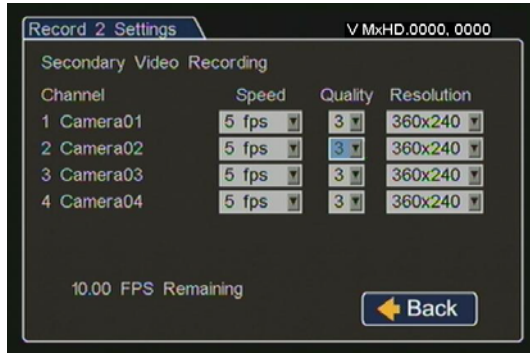 Record 2 Settings V MxHD.0000, 0000
Secondary Video Recording
Channel Speed Quality Resolution
1 Camera01 5 fps 3 360x240
2 Camera02 5 fps 3 360x240
3 Camera03 5 fps 3 360x240
4 Camera04 5 fps 3 360x240
10.00 FPS Remaining
Back